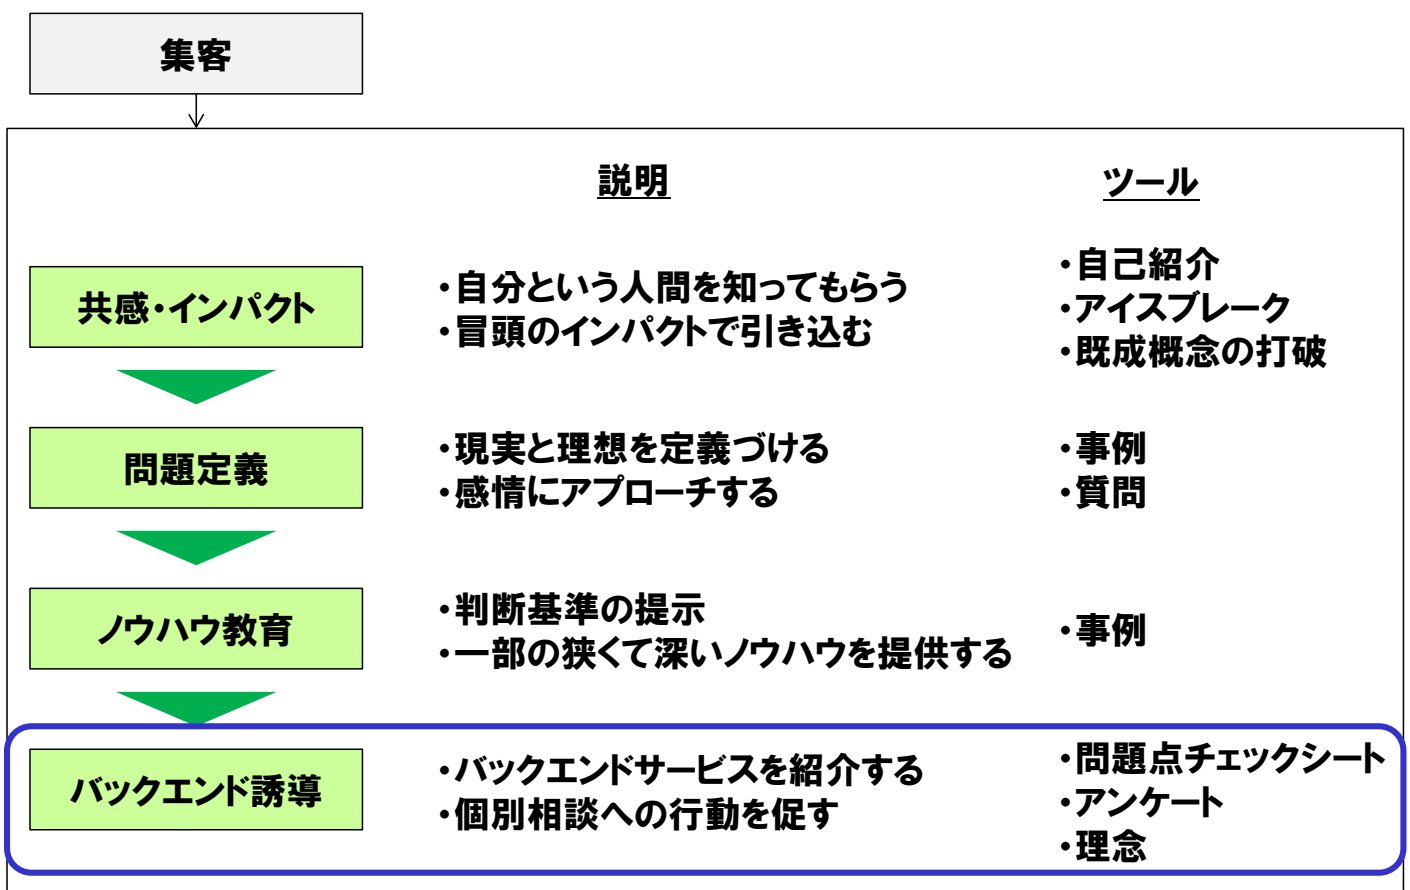 集客
説明
ツール
共感・インパクト
・自分という人間を知ってもらう
・冒頭のインパクトで引き込む
・自己紹介
・アイスブレーク
・既成概念の打破
問題定義
・現実と理想を定義づける
・感情にアプローチする
・事例
・質問
ノウハウ教育
・判断基準の提示
・一部の狭くて深いノウハウを提供する
・事例
バックエンド誘導
・バックエンドサービスを紹介する
・個別相談への行動を促す
・問題点チェックシート
・アンケート
・理念